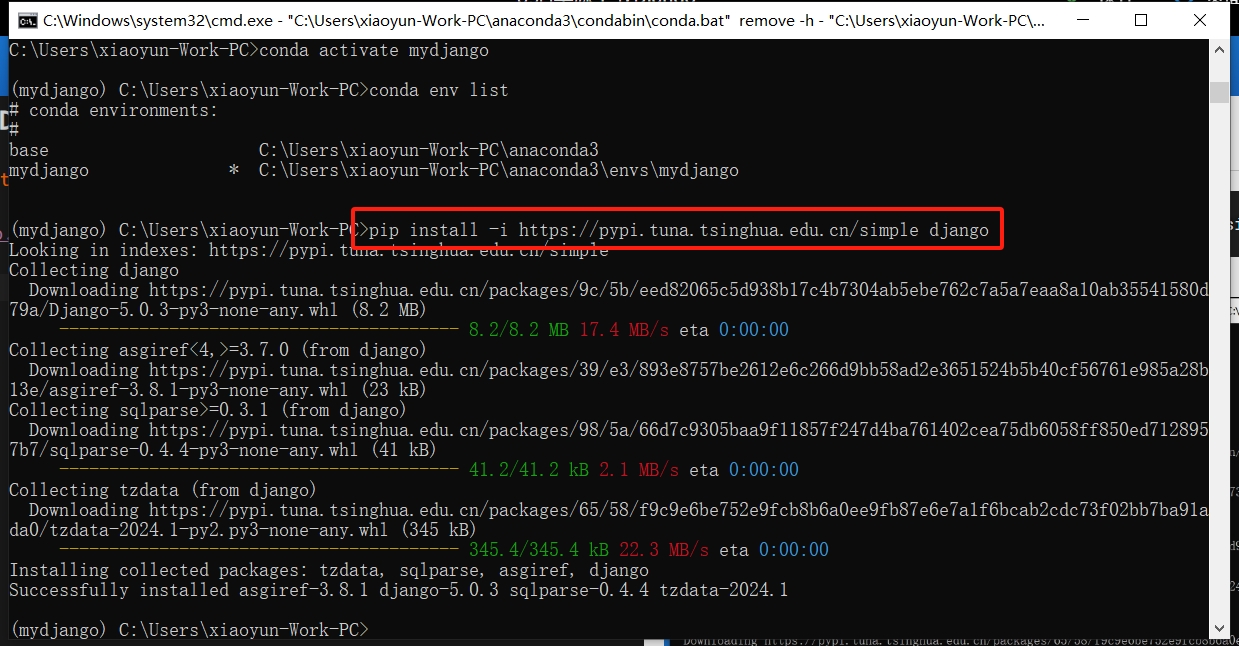 C:\Windows\system32\cmd.exe - "C:\Users\xiaoyun-Work-PC\anaconda3\condabin\conda.bat" remove -h - "C:\Users\xiaoyun-Work-PC\...
C:\Users\xiaoyun-Work-PC>conda activate mydjango
(mydjango) C:\Users\xiaoyun-Work-PC>conda env list
# conda environments:
#
base C:\Users\xiaoyun-Work-PC\anaconda3
mydjango * C:\Users\xiaoyun-Work-PC\anaconda3\envs\mydjango
(mydjango) C:\Users\xiaoyun-Work-PC>pip install -i https://pypi.tuna.tsinghua.edu.cn/simple django
Looking in indexes: https://pypi.tuna.tsinghua.edu.cn/simple
Collecting django
Downloading https://pypi.tuna.tsinghua.edu.cn/packages/9c/5b/eed82065c5d938b17c4b7304ab5ebe762c7a5a7eaa8a10ab35541580d
79a/Django-5.0.3-py3-none-any.whl (8.2 MB)
---------------------------------------- 8.2/8.2 MB 17.4 MB/s eta 0:00:00
Collecting asgiref<4,>=3.7.0 (from django)
Downloading https://pypi.tuna.tsinghua.edu.cn/packages/39/e3/893e8757be2612e6c266d9bb58ad2e3651524b5b40cf56761e985a28b
13e/asgiref-3.8.1-py3-none-any.whl (23 kB)
Collecting sqlparse>=0.3.1 (from django)
Downloading https://pypi.tuna.tsinghua.edu.cn/packages/98/5a/66d7c9305baa9f11857f247d4ba761402cea75db6058ff850ed712895
7b7/sqlparse-0.4.4-py3-none-any.whl (41 kB)
---------------------------------------- 41.2/41.2 kB 2.1 MB/s eta 0:00:00
Collecting tzdata (from django)
Downloading https://pypi.tuna.tsinghua.edu.cn/packages/65/58/f9c9e6be752e9fcb8b6a0ee9fb87e6e7a1f6bcab2cdc73f02bb7ba91a
da0/tzdata-2024.1-py2.py3-none-any.whl (345 kB)
---------------------------------------- 345.4/345.4 kB 22.3 MB/s eta 0:00:00
Installing collected packages: tzdata, sqlparse, asgiref, django
Successfully installed asgiref-3.8.1 django-5.0.3 sqlparse-0.4.4 tzdata-2024.1
(mydjango) C:\Users\xiaoyun-Work-PC>